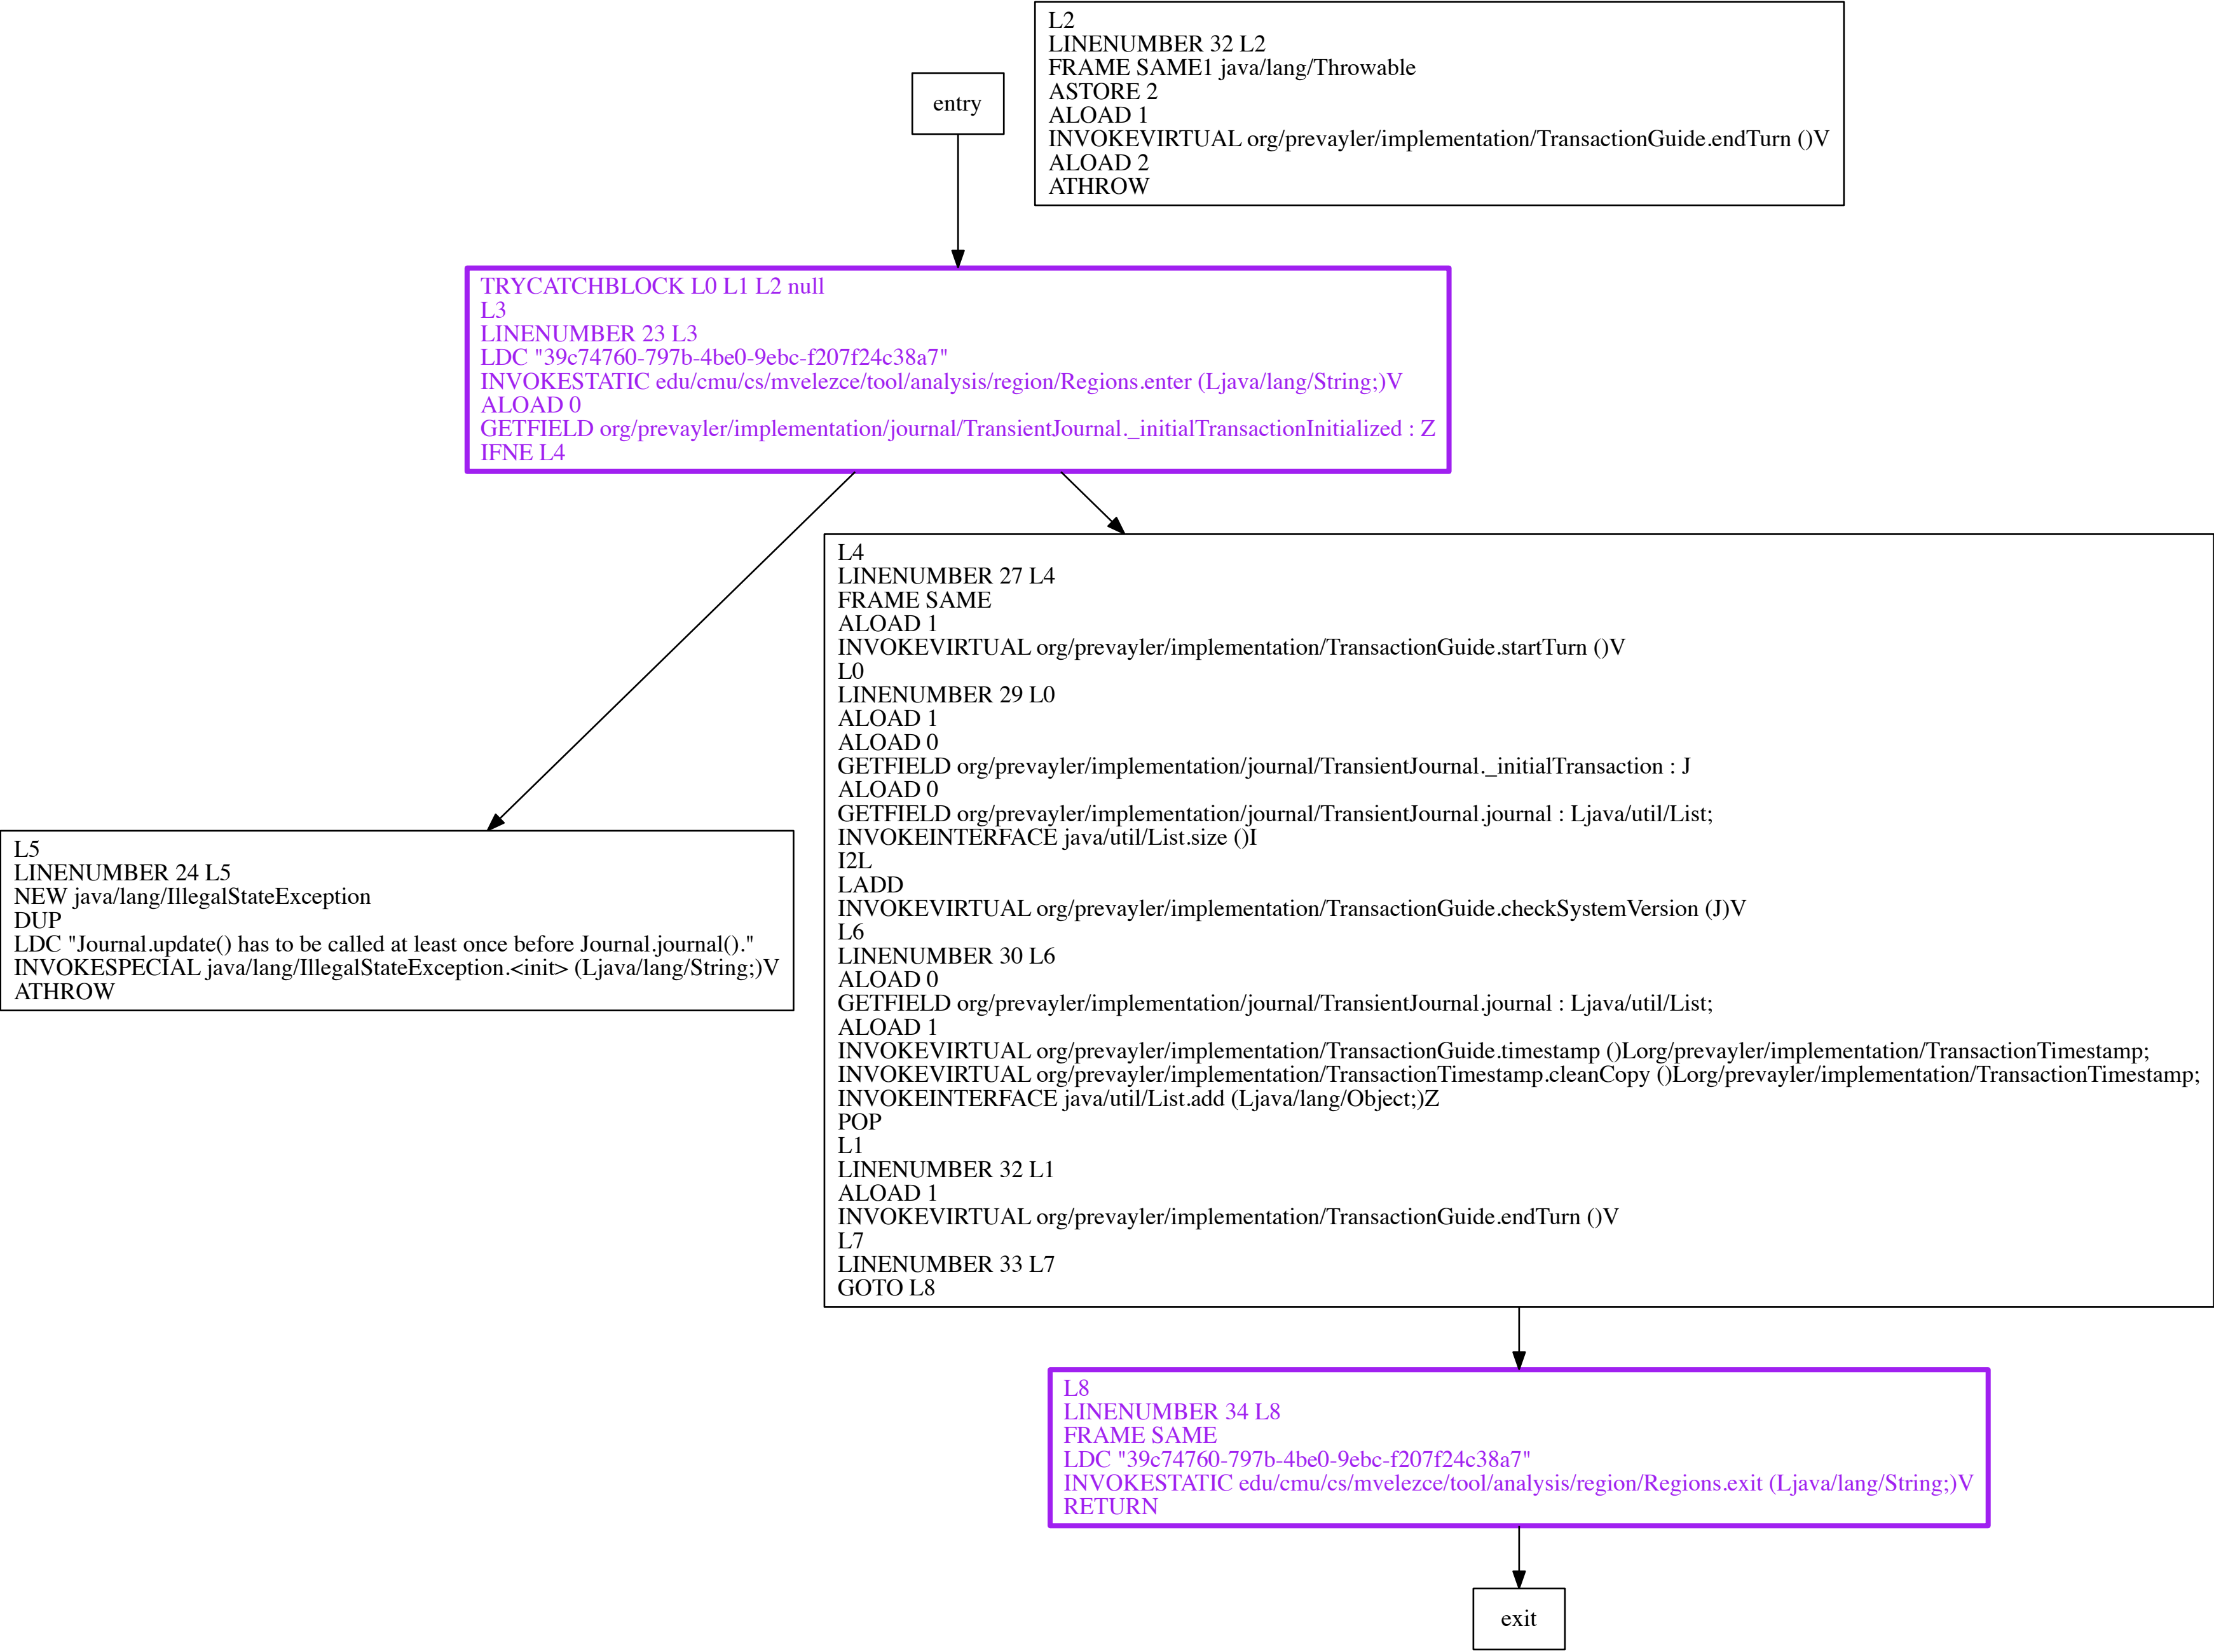 L2
LINENUMBER 32 L2
FRAME SAME1 java/lang/Throwable
ASTORE 2
ALOAD 1
INVOKEVIRTUAL org/prevayler/implementation/TransactionGuide.endTurn ()V
ALOAD 2
ATHROW
entry
TRYCATCHBLOCK L0 L1 L2 null
L3
LINENUMBER 23 L3
LDC "39c74760-797b-4be0-9ebc-f207f24c38a7"
INVOKESTATIC edu/cmu/cs/mvelezce/tool/analysis/region/Regions.enter (Ljava/lang/String;)V
ALOAD 0
GETFIELD org/prevayler/implementation/journal/TransientJournal._initialTransactionInitialized : Z
IFNE L4
L4
LINENUMBER 27 L4
FRAME SAME
ALOAD 1
INVOKEVIRTUAL org/prevayler/implementation/TransactionGuide.startTurn ()V
L0
LINENUMBER 29 L0
ALOAD 1
ALOAD 0
GETFIELD org/prevayler/implementation/journal/TransientJournal._initialTransaction : J
ALOAD 0
GETFIELD org/prevayler/implementation/journal/TransientJournal.journal : Ljava/util/List;
INVOKEINTERFACE java/util/List.size ()I
I2L
LADD
INVOKEVIRTUAL org/prevayler/implementation/TransactionGuide.checkSystemVersion (J)V
L6
LINENUMBER 30 L6
ALOAD 0
GETFIELD org/prevayler/implementation/journal/TransientJournal.journal : Ljava/util/List;
ALOAD 1
INVOKEVIRTUAL org/prevayler/implementation/TransactionGuide.timestamp ()Lorg/prevayler/implementation/TransactionTimestamp;
INVOKEVIRTUAL org/prevayler/implementation/TransactionTimestamp.cleanCopy ()Lorg/prevayler/implementation/TransactionTimestamp;
INVOKEINTERFACE java/util/List.add (Ljava/lang/Object;)Z
POP
L1
LINENUMBER 32 L1
ALOAD 1
INVOKEVIRTUAL org/prevayler/implementation/TransactionGuide.endTurn ()V
L7
LINENUMBER 33 L7
GOTO L8
L5
LINENUMBER 24 L5
NEW java/lang/IllegalStateException
DUP
LDC "Journal.update() has to be called at least once before Journal.journal()."
INVOKESPECIAL java/lang/IllegalStateException.<init> (Ljava/lang/String;)V
ATHROW
L8
LINENUMBER 34 L8
FRAME SAME
LDC "39c74760-797b-4be0-9ebc-f207f24c38a7"
INVOKESTATIC edu/cmu/cs/mvelezce/tool/analysis/region/Regions.exit (Ljava/lang/String;)V
RETURN
exit